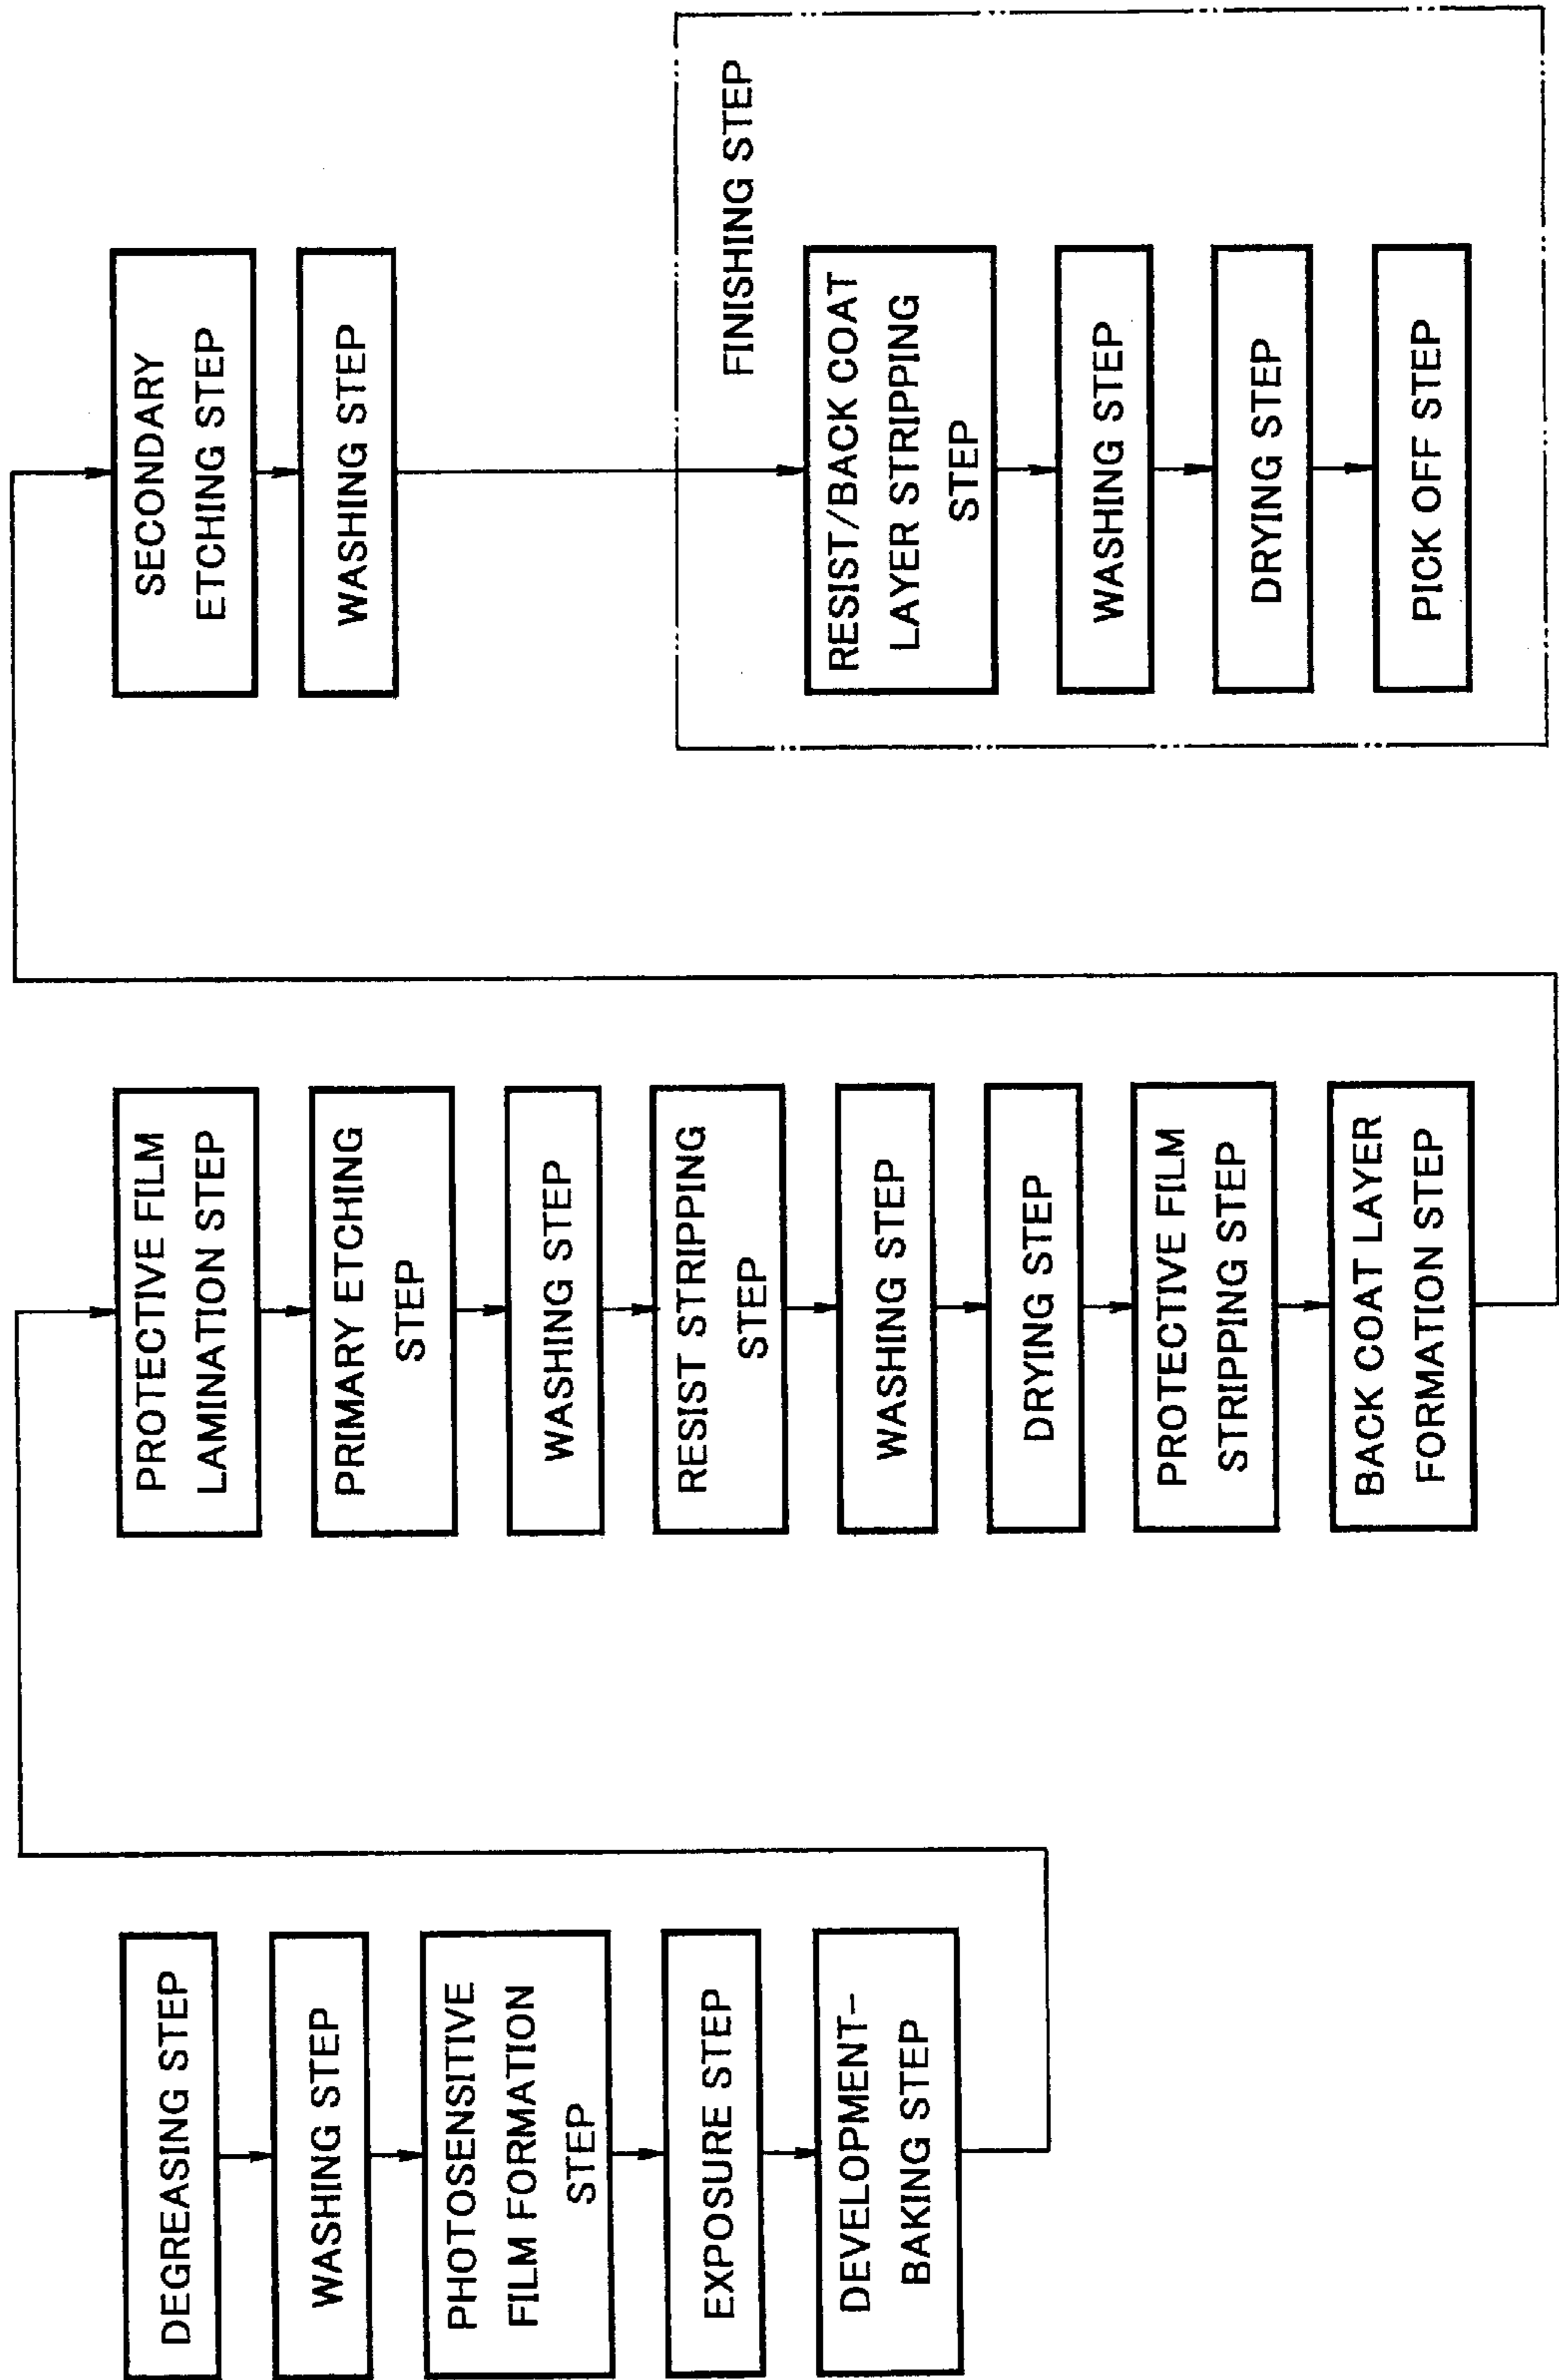 DEGREASING STEP
WASHING STEP
PHOTOSENSITIVE
FILM FORMATION
STEP
EXPOSURE STEP
DEVELOPMENT-
BAKING STEP
PROTECTIVE FILM
LAMINATION STEP
PRIMARY ETCHING
STEP
WASHING STEP
RESIST STRIPPING
STEP
WASHING STEP
DRYING STEP
PROTECTIVE FILM
STRIPPING STEP
BACK COAT LAYER
FORMATION STEP
SECONDARY
ETCHING STEP
WASHING STEP
FINISHING STEP
RESIST/BACK COAT
LAYER STRIPPING
STEP
WASHING STEP
DRYING STEP
PICK OFF STEP